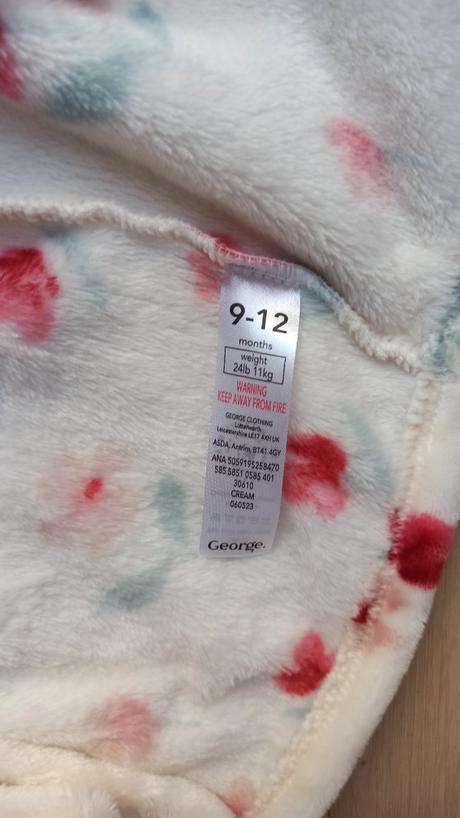 9-12
months
weight
24lb 11kg
WARNING
KEEP AWAY FROM FIRE
GEORGE CLOTHING
Lutterworth
Leicestershire LE17 4XH UK
ASDA, Antrim, BT41 4GY
ANA 5059195258470
585 5851 0585 401
30610
CREAM
060523
George.